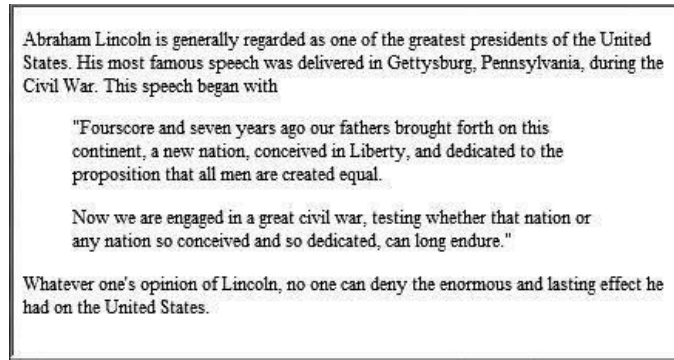 Abraham Lincoln is generally regarded as one of the greatest presidents of the United
States. His most famous speech was delivered in Gettysburg, Pennsylvania, during the
Civil War. This speech began with
"Fourscore and seven years ago our fathers brought forth on this
continent, a new nation, conceived in Liberty, and dedicated to the
proposition that all men are created equal.
Now we are engaged in a great civil war, testing whether that nation or
any nation so conceived and so dedicated, can long endure."
Whatever one's opinion of Lincoln, no one can deny the enormous and lasting effect he
had on the United States.